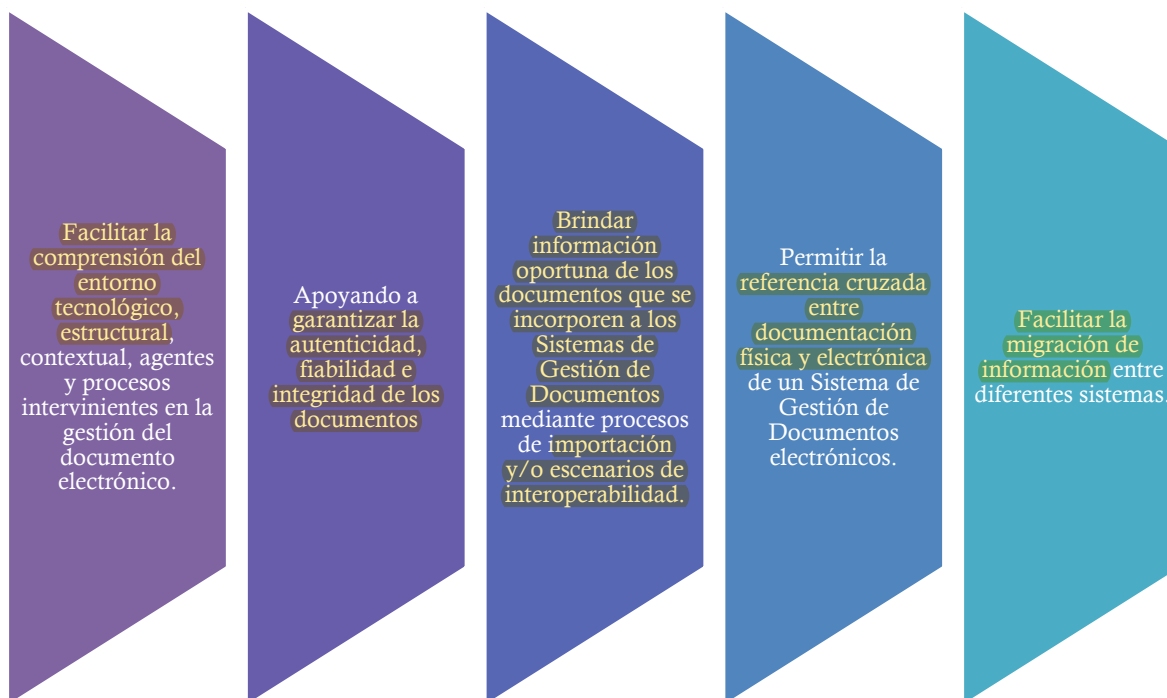 Facilitar la
comprensión del
entorno
tecnológico,
estructural,
contextual, agentes
y procesos
intervinientes en la
gestión del
documento
electrónico.
Apoyando a
garantizar la
autenticidad,
fiabilidad e
integridad de los
documentos
Brindar
información
oportuna de los
documentos que se
incorporen a los
Sistemas de
Gestión de
Documentos
mediante procesos
de importación
y/o escenarios de
interoperabilidad.
Permitir la
referencia cruzada
entre
documentación
física y electrónica
de un Sistema de
Gestión de
Documentos
electrónicos.
Facilitar la
migración de
información entre
diferentes sistemas.